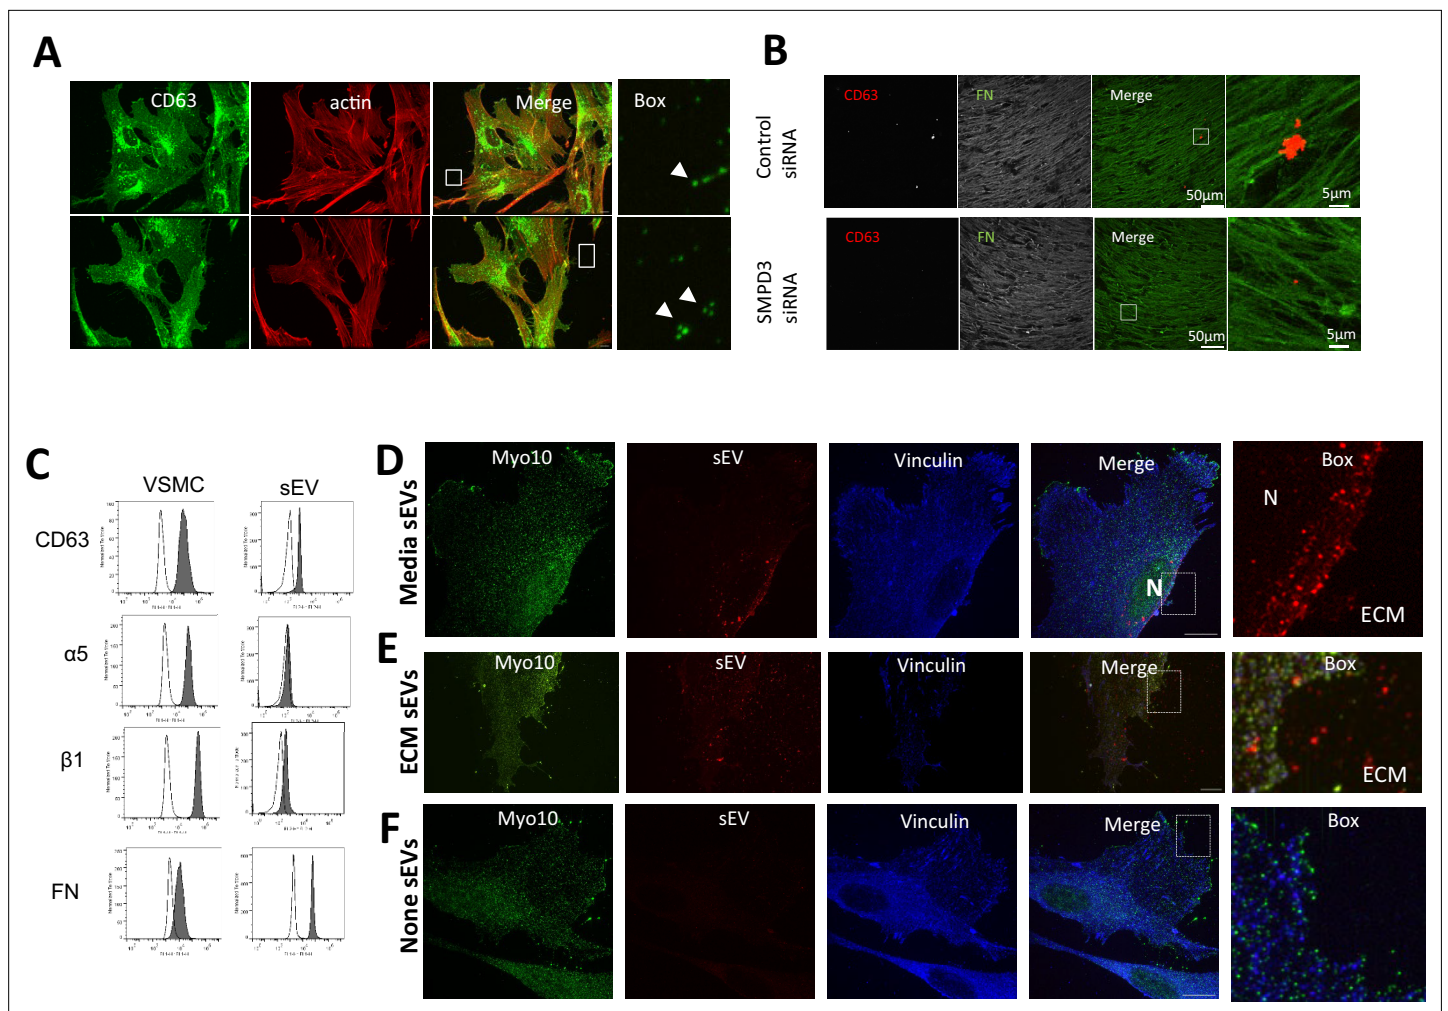 A
CD63
actin
Merge
Box
B
Control
siRNA
CD63
FN
Merge
50µm
5µm
SMPD3
siRNA
CD63
FN
Merge
50µm
5µm
C
VSMC
sEV
CD63
α5
β1
FN
D
Media sEVs
Myo10
sEV
Vinculin
Merge
N
Box
N
ECM
E
ECM sEVs
Myo10
sEV
Vinculin
Merge
Box
ECM
F
None sEVs
Myo10
sEV
Vinculin
Merge
Box